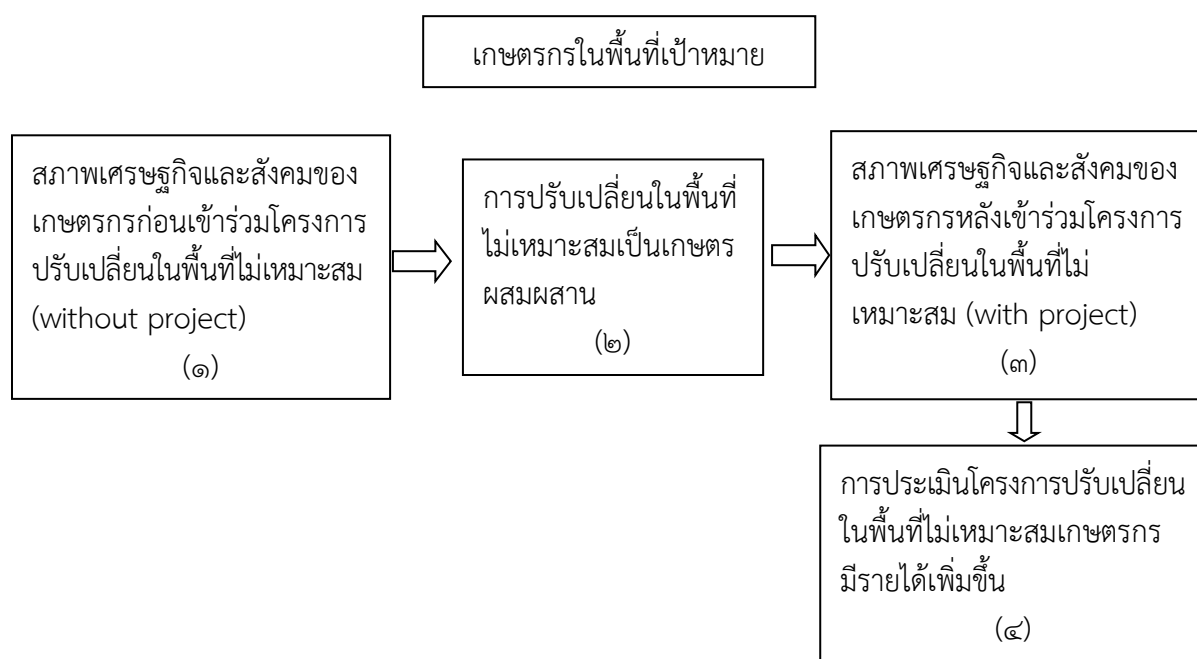 เกษตรกรในพื้นที่เป้าหมาย
สภาพเศรษฐกิจและสังคมของ
เกษตรกรก่อนเข้าร่วมโครงการ
ปรับเปลี่ยนในพื้นที่ไม่เหมาะสม
(without project)
(๑)
การปรับเปลี่ยนในพื้นที่
ไม่เหมาะสมเป็นเกษตร
ผสมผสาน
(๒)
สภาพเศรษฐกิจและสังคมของ
เกษตรกรหลังเข้าร่วมโครงการ
ปรับเปลี่ยนในพื้นที่ไม่
เหมาะสม (with project)
(๓)
การประเมินโครงการปรับเปลี่ยน
ในพื้นที่ไม่เหมาะสมเกษตรกร
มีรายได้เพิ่มขึ้น
(๔)